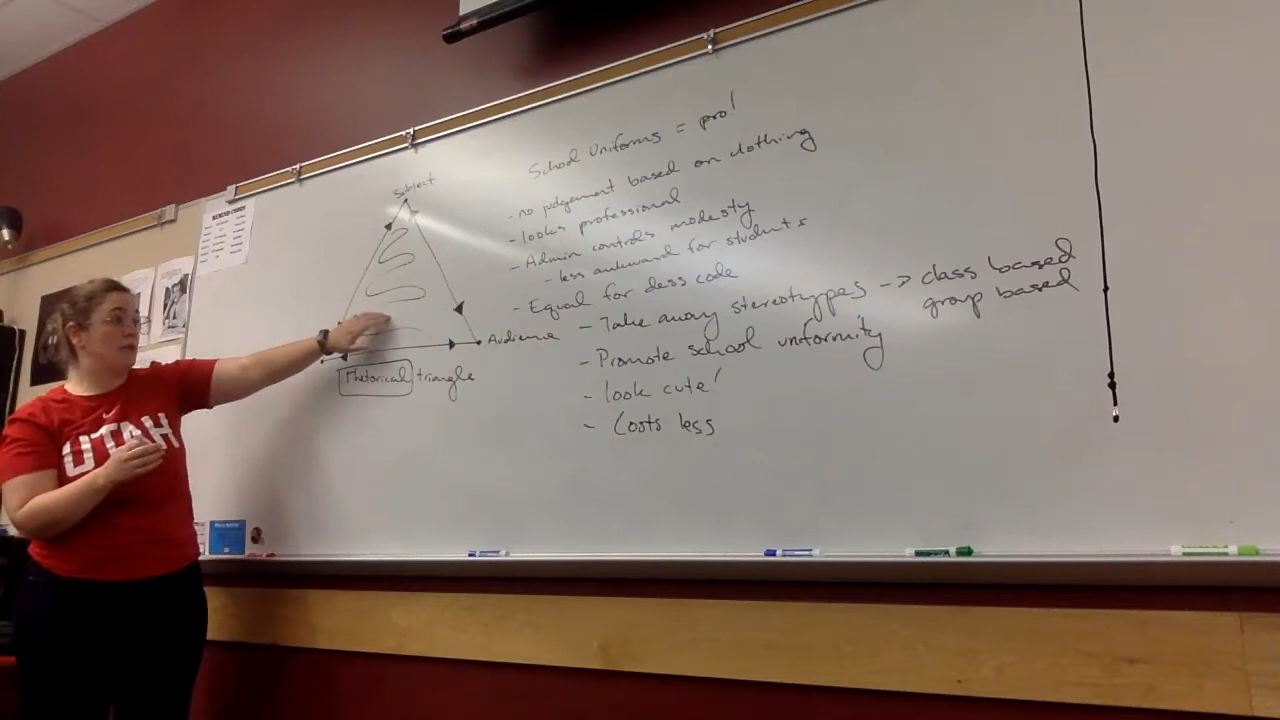 Subject
Audience
Rhetorical triangle
School Uniforms = pro!
- no judgement based on clothing
- looks professional
- Admin controls modesty
- less awkward for students
- Equal for dess code
- Take away stereotypes -> class based
group based
- Promote school uniformity
- look cute!
- Costs less
UTAH